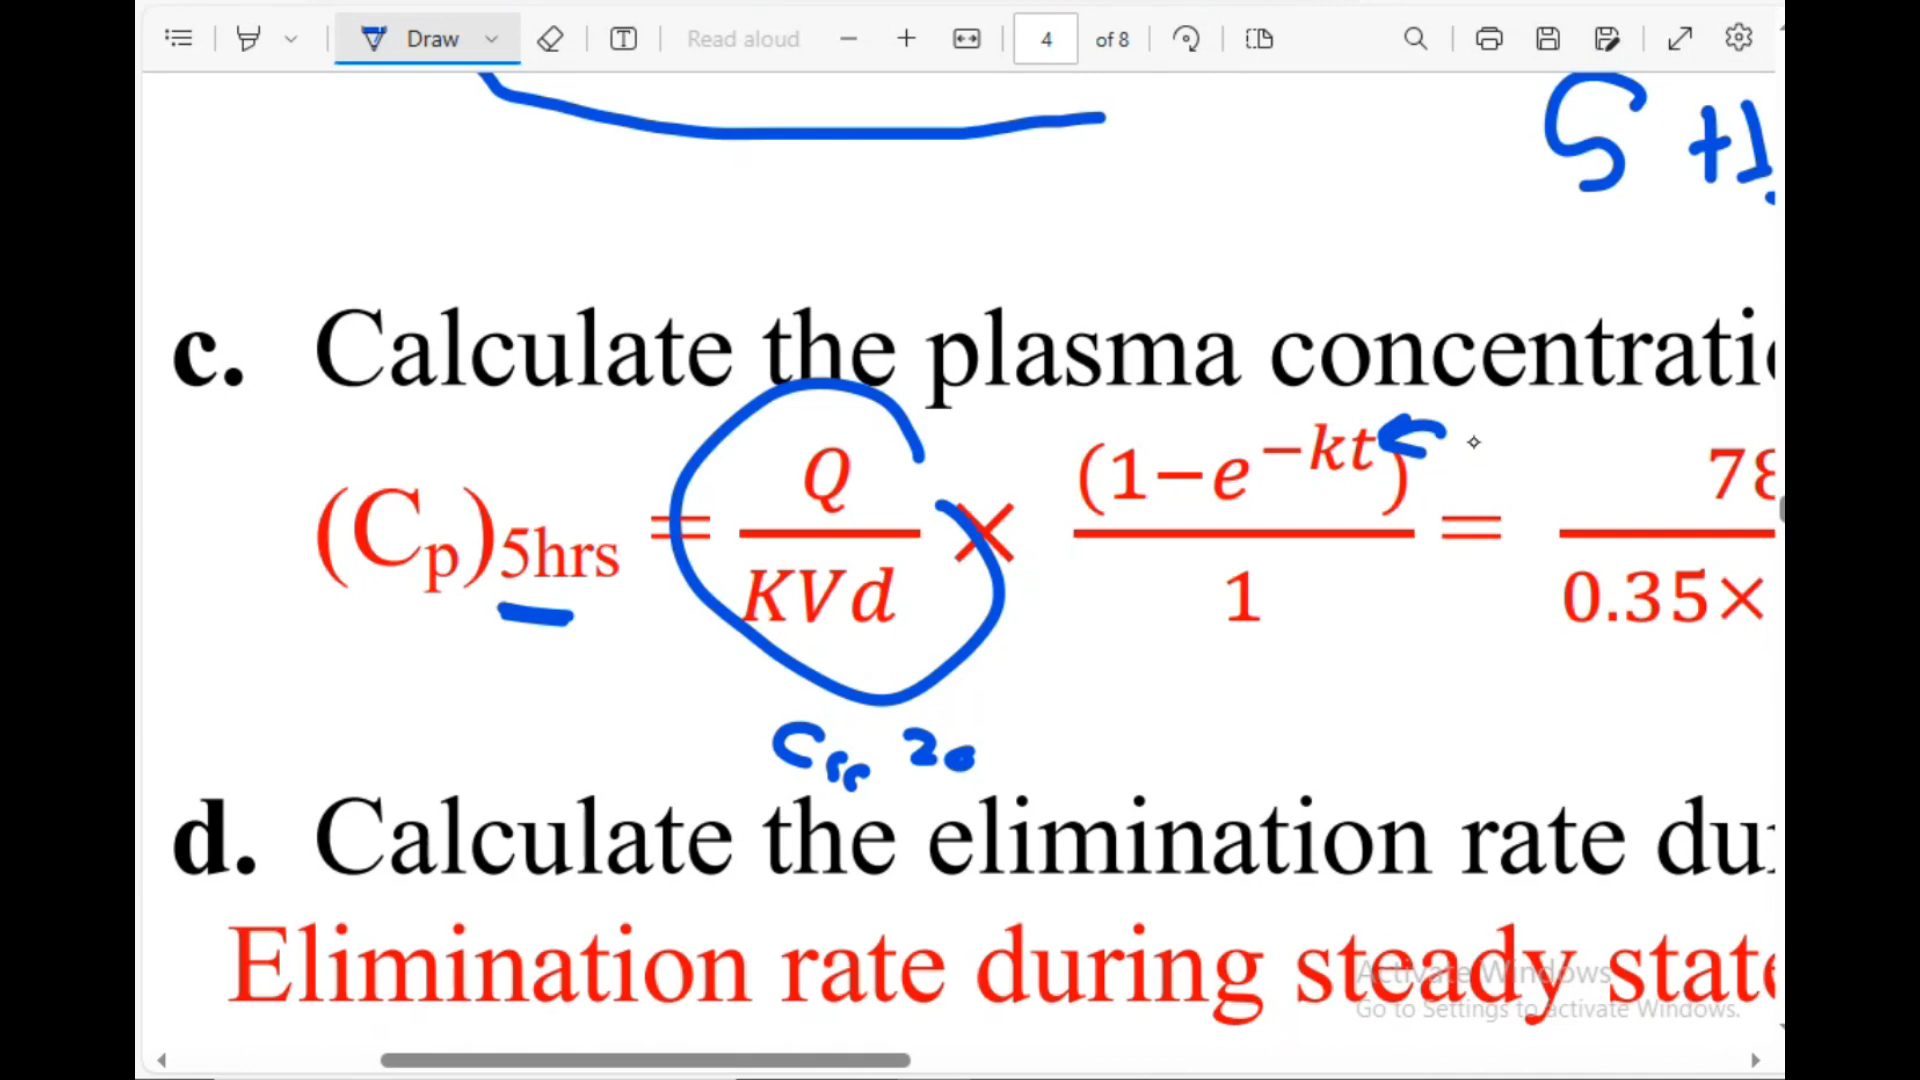 Draw
Read aloud
4 of 8
5
c. Calculate the plasma concentrati
(Cp)5hrs = Q/KVd × (1−e^−kt)/1 = 78/0.35×
Css 20
d. Calculate the elimination rate du
Elimination rate during steady state
Activate Windows
Go to Settings to activate Windows.